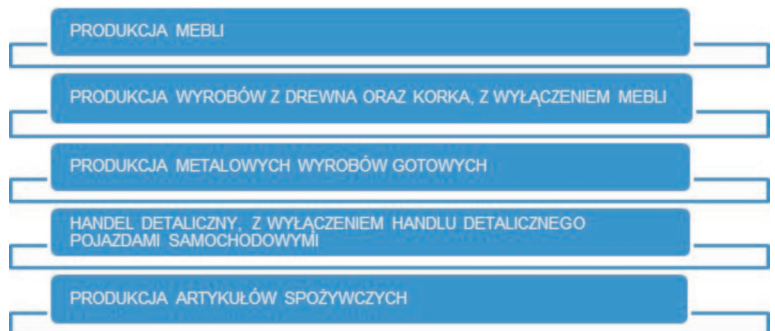 PRODUKCJA MEBLI
PRODUKCJA WYROBÓW Z DREWNA ORAZ KORKA, Z WYŁĄCZENIEM MEBLI
PRODUKCJA METALOWYCH WYROBÓW GOTOWYCH
HANDEL DETALICZNY, Z WYŁĄCZENIEM HANDLU DETALICZNEGO
POJAZDAMI SAMOCHODOWYMI
PRODUKCJA ARTYKUŁÓW SPOŻYWCZYCH